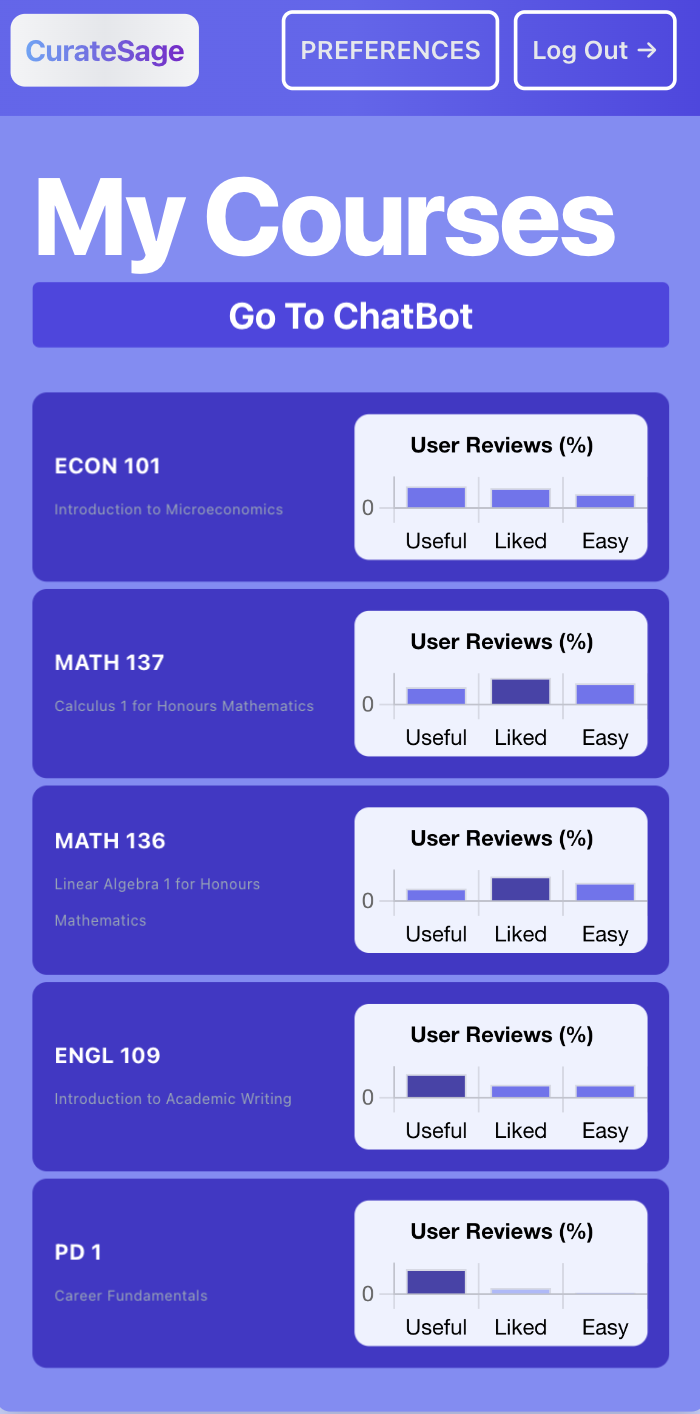 CurateSage
PREFERENCES
Log Out →
My Courses
Go To ChatBot
ECON 101
Introduction to Microeconomics
User Reviews (%)
0
Useful Liked Easy
MATH 137
Calculus 1 for Honours Mathematics
User Reviews (%)
0
Useful Liked Easy
MATH 136
Linear Algebra 1 for Honours
Mathematics
User Reviews (%)
0
Useful Liked Easy
ENGL 109
Introduction to Academic Writing
User Reviews (%)
0
Useful Liked Easy
PD 1
Career Fundamentals
User Reviews (%)
0
Useful Liked Easy